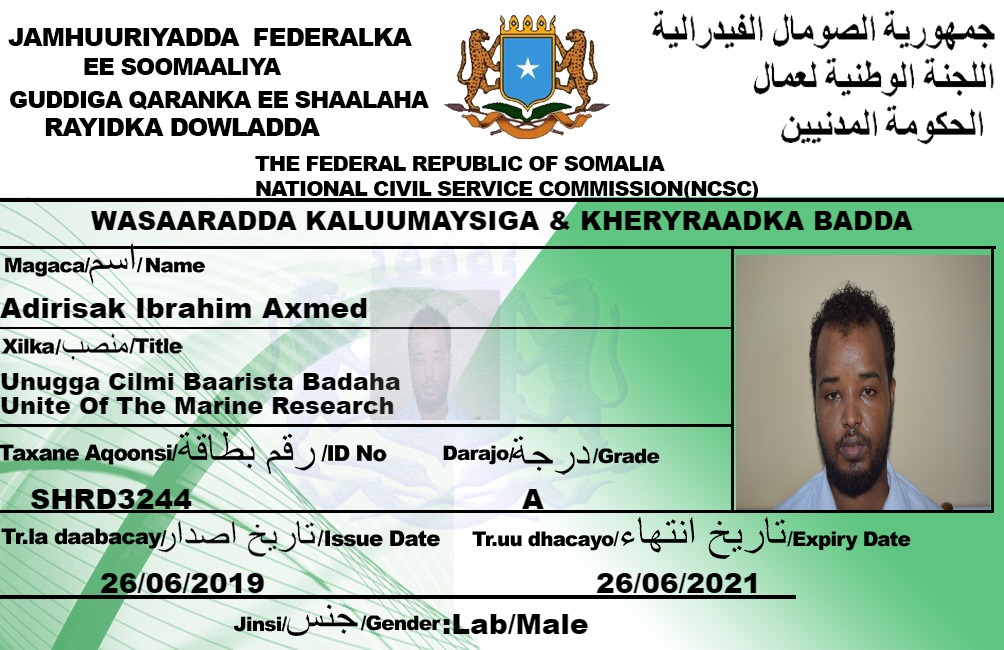 JAMHUURIYADDA FEDERALKA
EE SOOMAALIYA
GUDDIGA QARANKA EE SHAALAHA
RAYIDKA DOWLADDA
جمهورية الصومال الفيدرالية
اللجنة الوطنية لعمال
الحكومة المدنيين
THE FEDERAL REPUBLIC OF SOMALIA
NATIONAL CIVIL SERVICE COMMISSION(NCSC)
WASAARADDA KALUUMAYSIGA & KHERYRAADKA BADDA
Magaca/اسم/Name
Adirisak Ibrahim Axmed
Xilka/منصب/Title
Unugga Cilmi Baarista Badaha
Unite Of The Marine Research
Taxane Aqoonsi/رقم بطاقة/ID No
SHRD3244
Darajo/درجة/Grade
A
Tr.la daabacay/تاريخ اصدار/Issue Date
26/06/2019
Tr.uu dhacayo/تاريخ انتهاء/Expiry Date
26/06/2021
Jinsi/جنس/Gender:Lab/Male